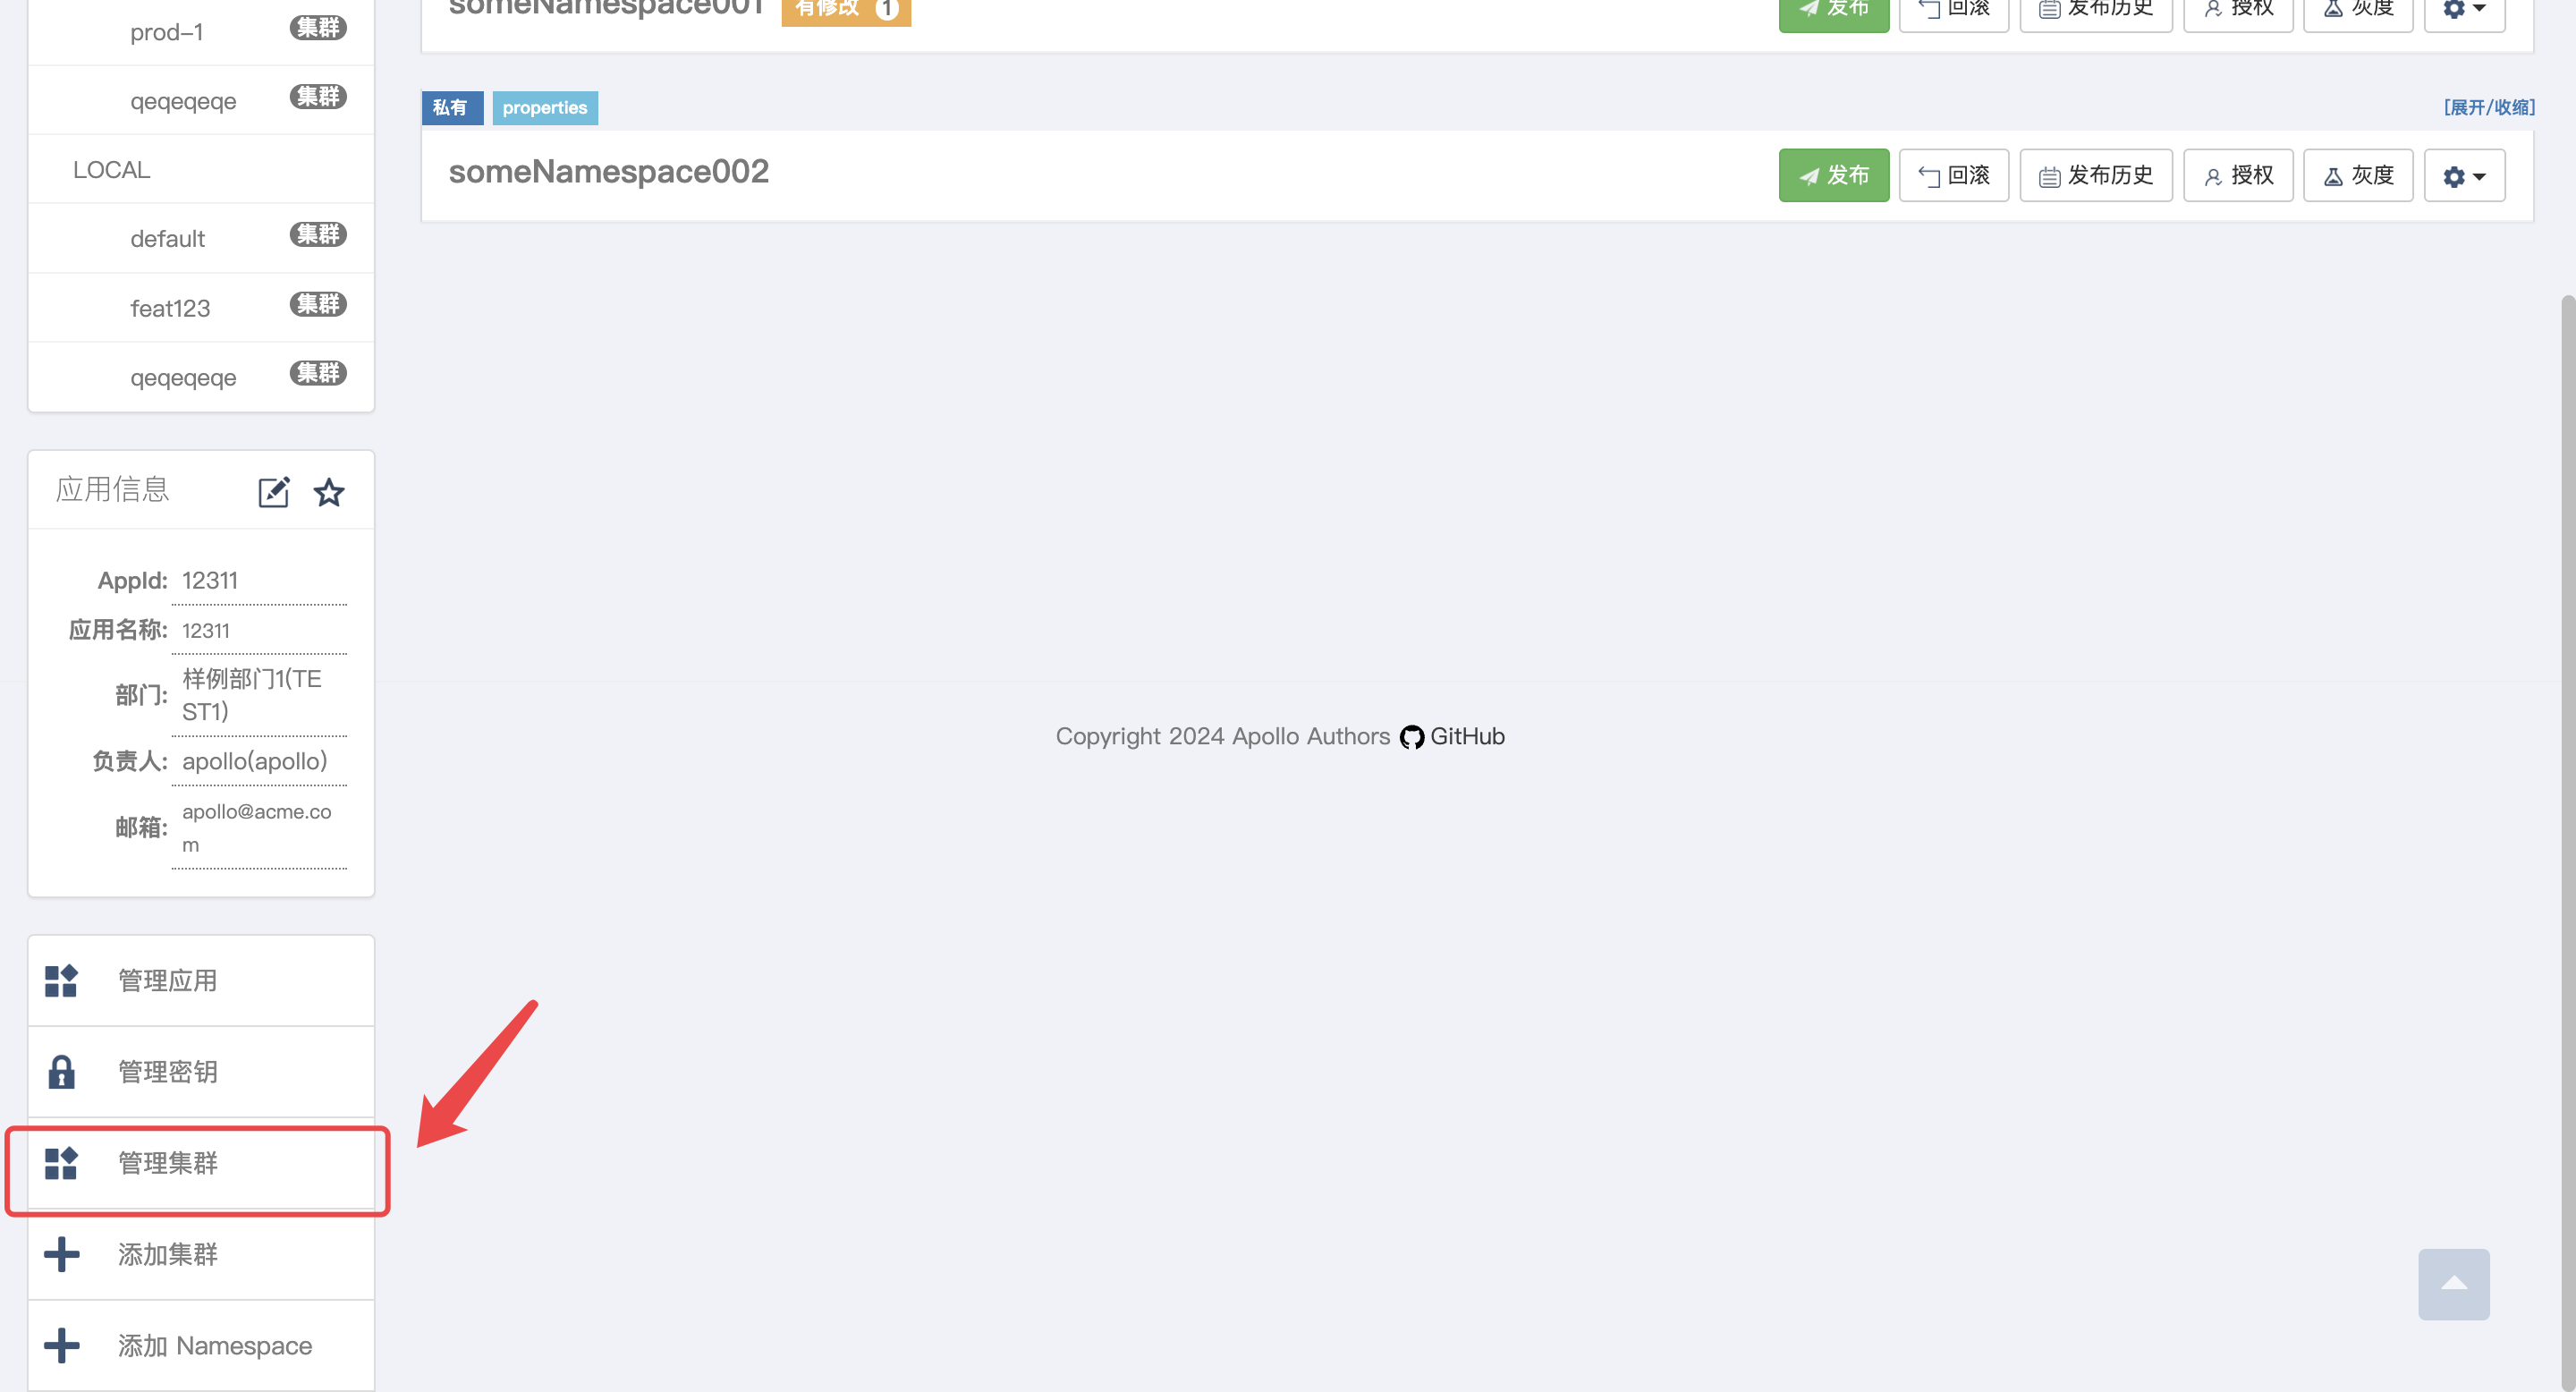 prod-1 集群
qeqeqeqe 集群
LOCAL
default 集群
feat123 集群
qeqeqeqe 集群
应用信息
AppId: 12311
应用名称: 12311
部门: 样例部门1(TE
ST1)
负责人: apollo(apollo)
邮箱: apollo@acme.co
m
管理应用
管理密钥
管理集群
添加集群
添加 Namespace
someNamespace001 有修改 1
发布 回滚 发布历史 授权 灰度
私有 properties [展开/收缩]
someNamespace002 发布 回滚 发布历史 授权 灰度
Copyright 2024 Apollo Authors GitHub